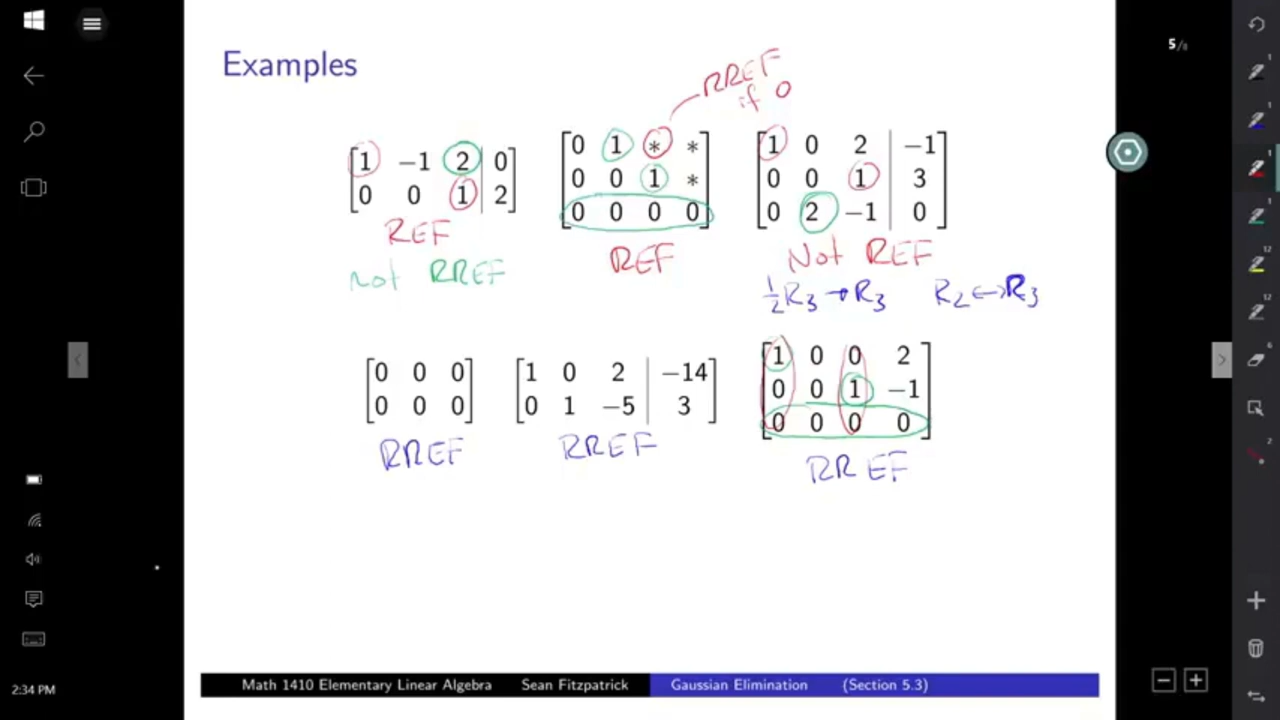 5/8
Examples
RREF
if 0
[1 −1 2 | 0]
[0 0 1 | 2]
REF
not RREF
[0 1 * *]
[0 0 1 *]
[0 0 0 0]
REF
[1 0 2 | −1]
[0 0 1 | 3]
[0 2 −1 | 0]
Not REF
½R₃→R₃ R₂↔R₃
[0 0 0]
[0 0 0]
RREF
[1 0 2 | −14]
[0 1 −5 | 3]
RREF
[1 0 0 2]
[0 0 1 −1]
[0 0 0 0]
RREF
2:34 PM
Math 1410 Elementary Linear Algebra Sean Fitzpatrick Gaussian Elimination (Section 5.3)